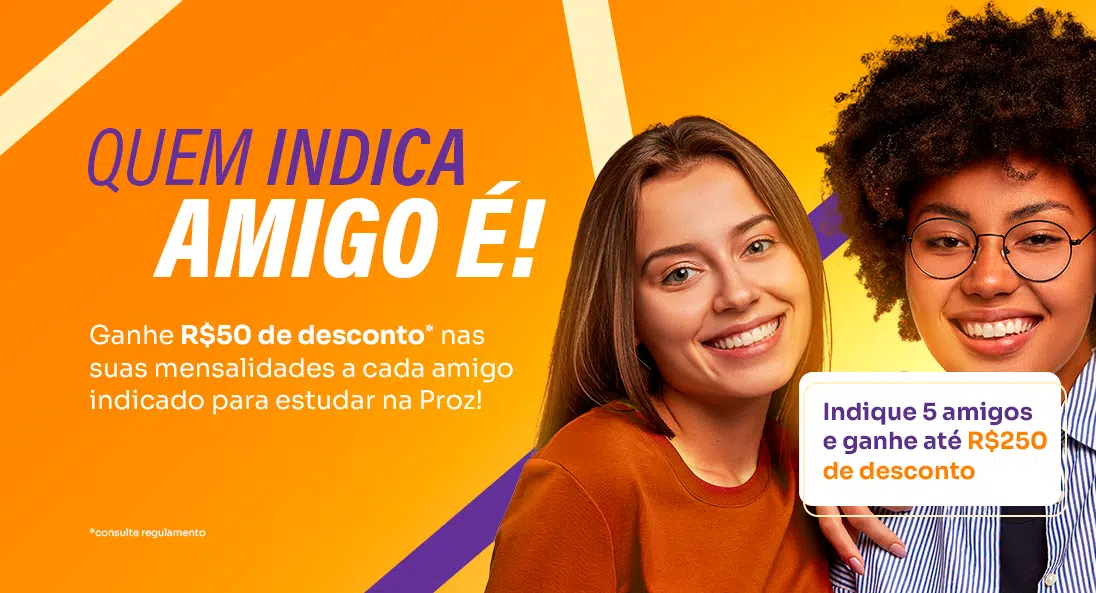 QUEM INDICA
AMIGO É!
Ganhe R$50 de desconto* nas
suas mensalidades a cada amigo
indicado para estudar na Proz!
Indique 5 amigos
e ganhe até R$250
de desconto
*consulte regulamento